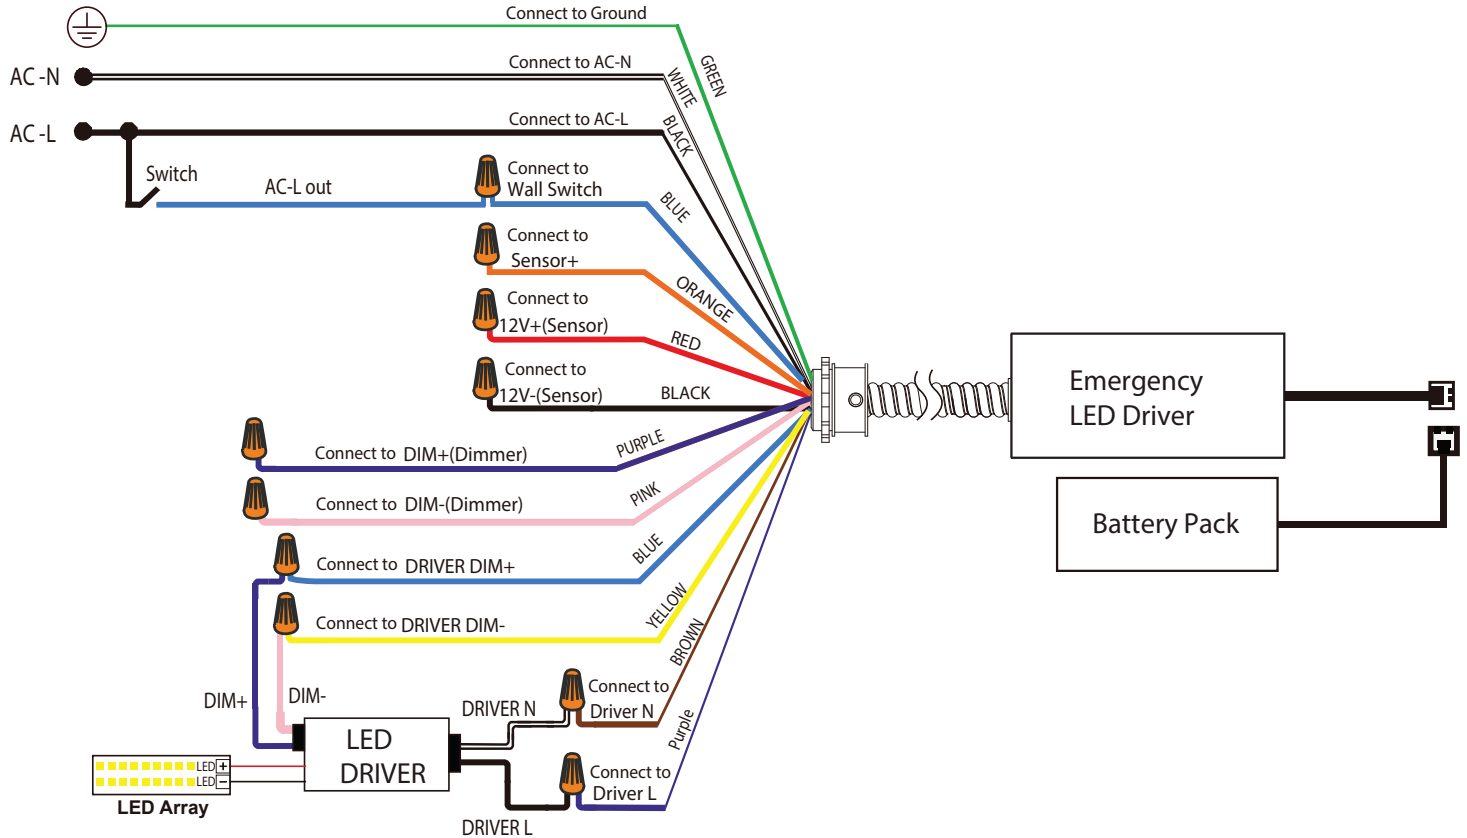 Connect to Ground
GREEN
AC -N
Connect to AC-N
WHITE
AC -L
Connect to AC-L
BLACK
Switch
AC-L out
Connect to
Wall Switch
BLUE
Connect to
Sensor+
ORANGE
Connect to
12V+(Sensor)
RED
Connect to
12V-(Sensor)
BLACK
Emergency
LED Driver
Battery Pack
Connect to DIM+(Dimmer)
PURPLE
Connect to DIM-(Dimmer)
PINK
Connect to DRIVER DIM+
BLUE
Connect to DRIVER DIM-
YELLOW
BROWN
Purple
DIM+
DIM-
DRIVER N
Connect to
Driver N
LED
DRIVER
Connect to
Driver L
DRIVER L
LED +
LED -
LED Array